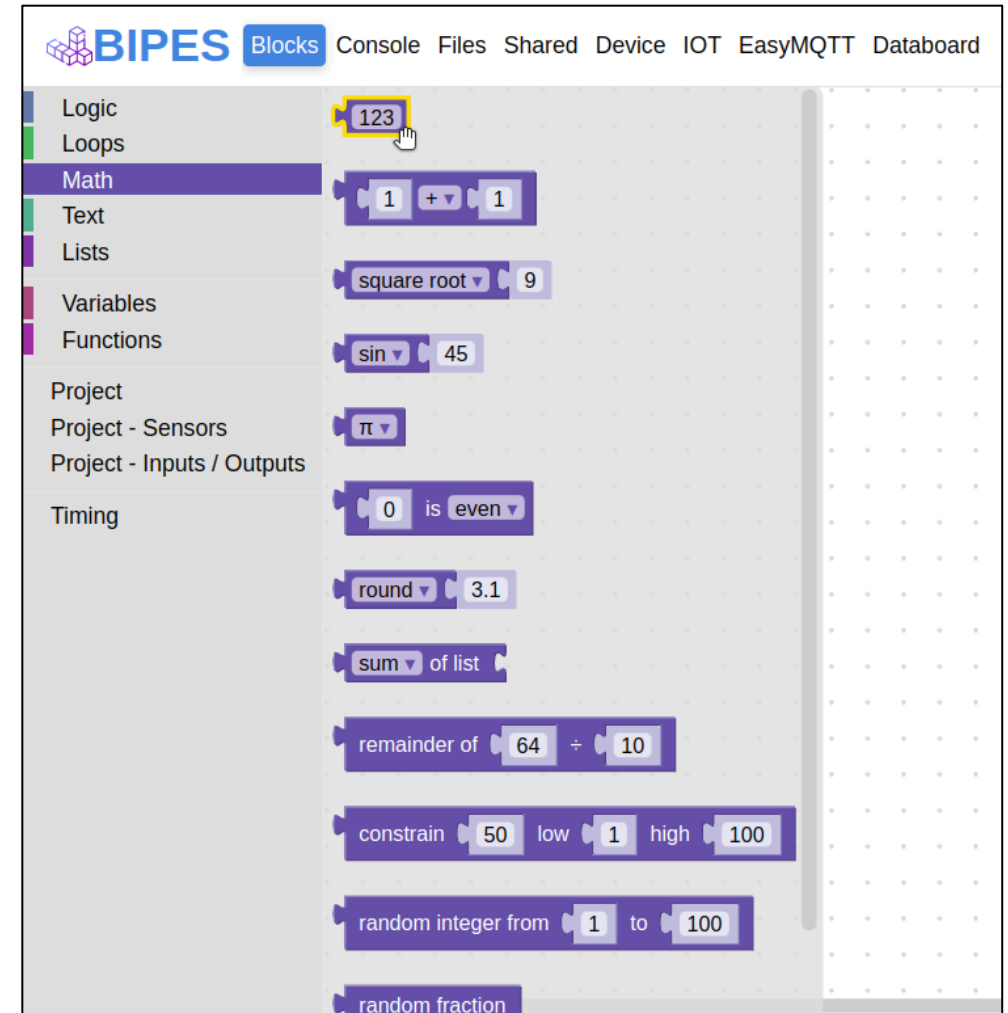 BIPES Blocks Console Files Shared Device IOT EasyMQTT Databoard
Logic
Loops
Math
Text
Lists
Variables
Functions
Project
Project - Sensors
Project - Inputs / Outputs
Timing
123
1 + ▾ 1
square root ▾ 9
sin ▾ 45
π ▾
0 is even ▾
round ▾ 3.1
sum ▾ of list
remainder of 64 ÷ 10
constrain 50 low 1 high 100
random integer from 1 to 100
random fraction